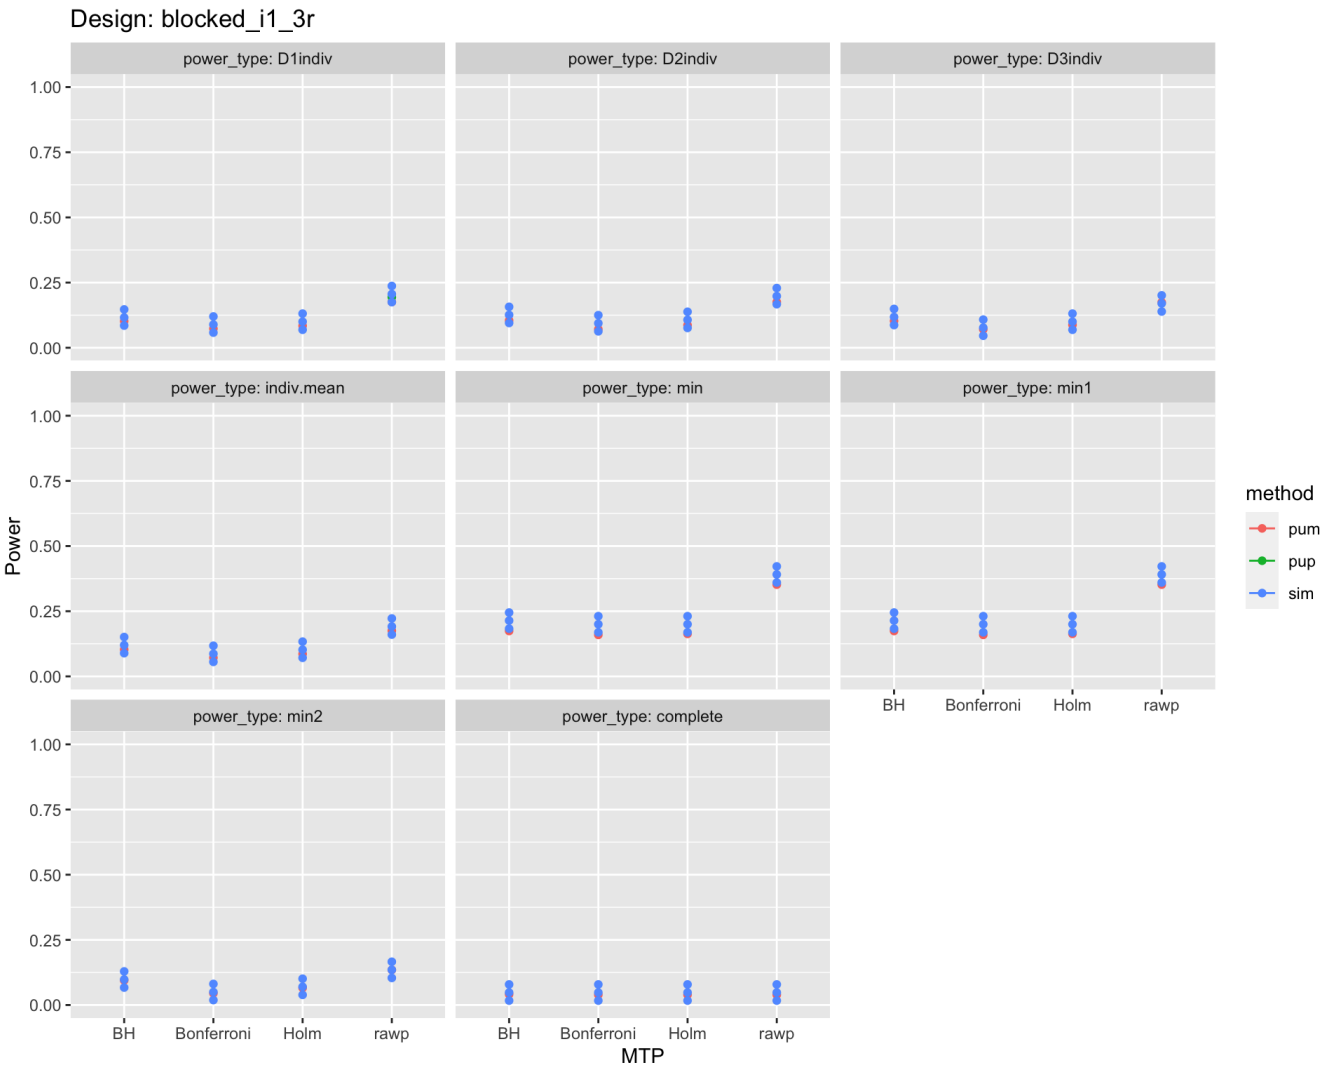 Design: blocked_i1_3r
power_type: D1indiv
power_type: D2indiv
power_type: D3indiv
1.00
0.75
0.50
0.25
0.00
power_type: indiv.mean
power_type: min
power_type: min1
1.00
0.75
0.50
0.25
0.00
BH Bonferroni Holm rawp
power_type: min2
power_type: complete
1.00
0.75
0.50
0.25
0.00
BH Bonferroni Holm rawp
BH Bonferroni Holm rawp
MTP
Power
method
pum
pup
sim